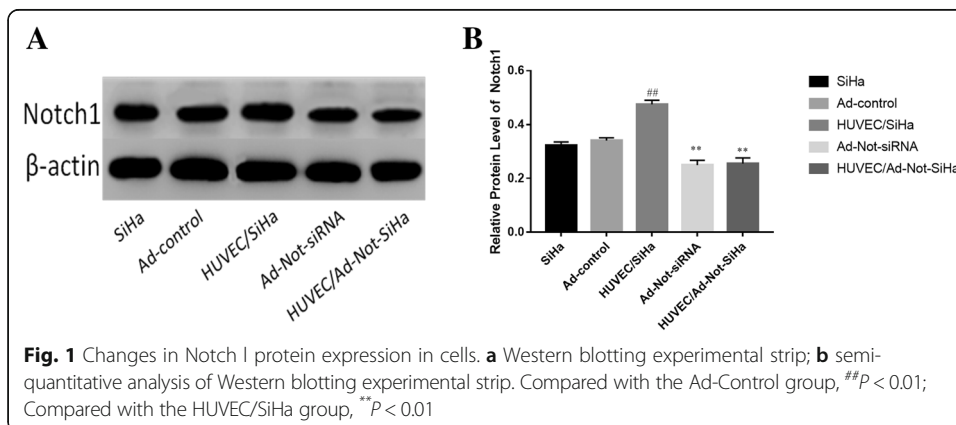 A
Notch1
β-actin
SiHa
Ad-control
HUVEC/SiHa
Ad-Not-siRNA
HUVEC/Ad-Not-SiHa
B
Relative Protein Level of Notch1
0.6
0.4
0.2
0.0
##
**
**
SiHa
Ad-control
HUVEC/SiHa
Ad-Not-siRNA
HUVEC/Ad-Not-SiHa
SiHa
Ad-control
HUVEC/SiHa
Ad-Not-siRNA
HUVEC/Ad-Not-SiHa
Fig. 1 Changes in Notch l protein expression in cells. a Western blotting experimental strip; b semi-
quantitative analysis of Western blotting experimental strip. Compared with the Ad-Control group, ##P < 0.01;
Compared with the HUVEC/SiHa group, **P < 0.01